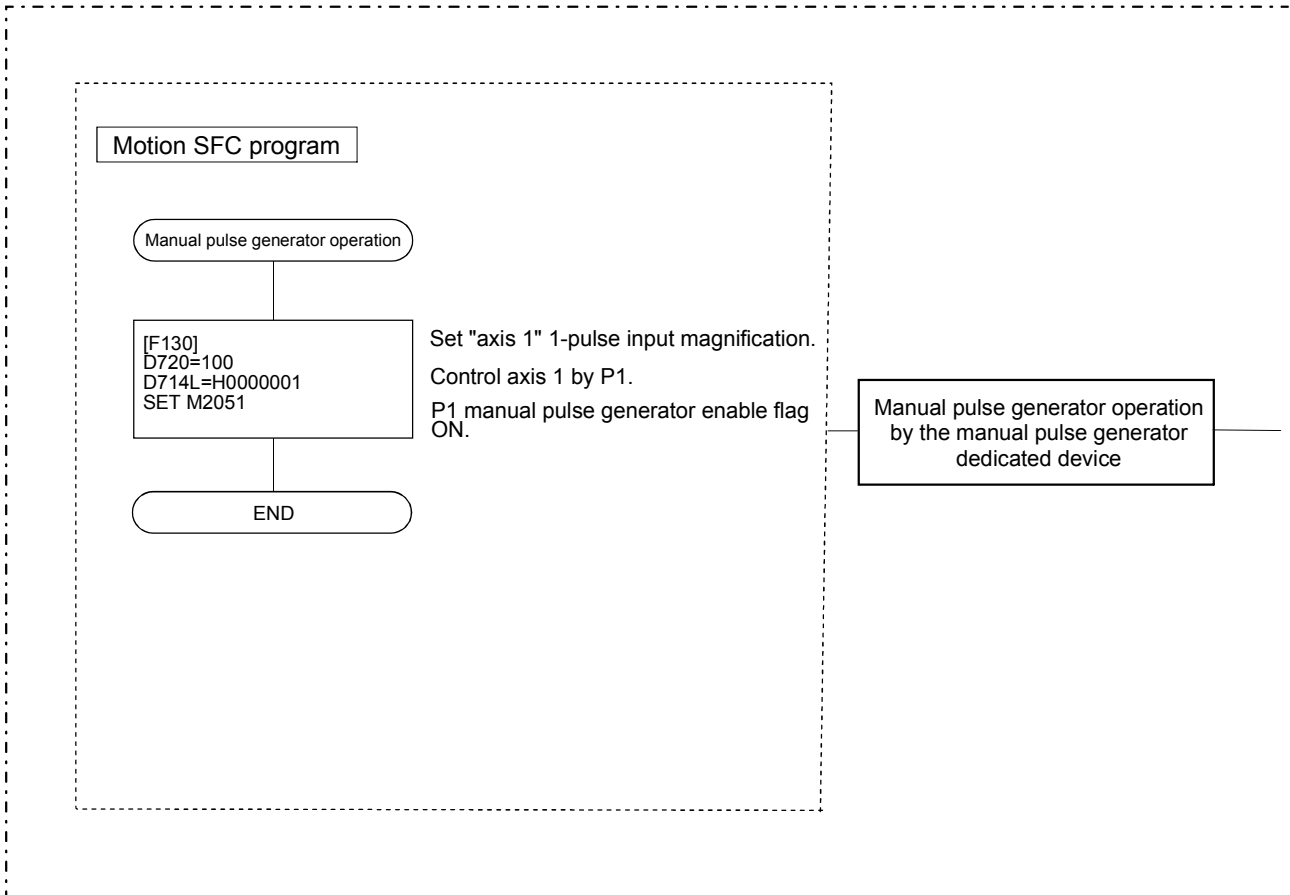 Motion SFC program
Manual pulse generator operation
[F130]
D720=100
D714L=H0000001
SET M2051
Set "axis 1" 1-pulse input magnification.
Control axis 1 by P1.
P1 manual pulse generator enable flag
ON.
END
Manual pulse generator operation
by the manual pulse generator
dedicated device